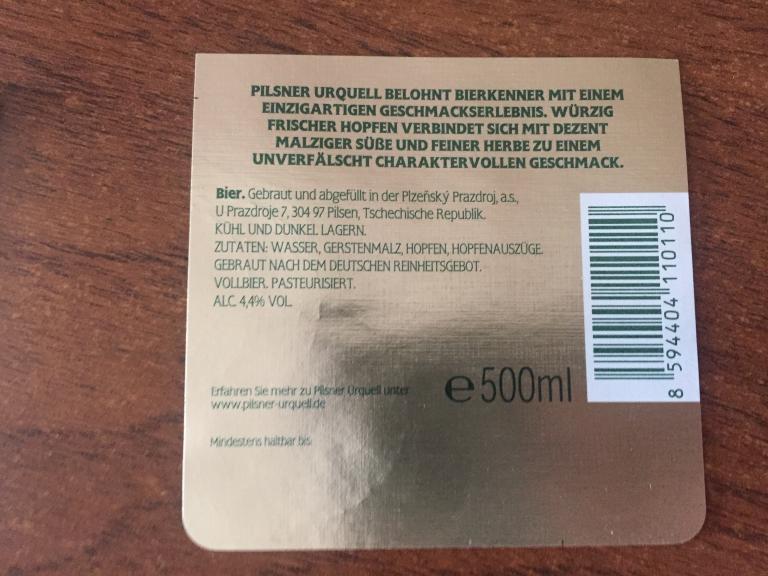 PILSNER URQUELL BELOHNT BIERKENNER MIT EINEM
EINZIGARTIGEN GESCHMACKSERLEBNIS. WÜRZIG
FRISCHER HOPFEN VERBINDET SICH MIT DEZENT
MALZIGER SÜßE UND FEINER HERBE ZU EINEM
UNVERFÄLSCHT CHARAKTERVOLLEN GESCHMACK.
Bier. Gebraut und abgefüllt in der Plzeňský Prazdroj, a.s.,
U Prazdroje 7, 304 97 Pilsen, Tschechische Republik.
KÜHL UND DUNKEL LAGERN.
ZUTATEN: WASSER, GERSTENMALZ, HOPFEN, HOPFENAUSZÜGE.
GEBRAUT NACH DEM DEUTSCHEN REINHEITSGEBOT.
VOLLBIER. PASTEURISIERT.
ALC. 4,4% VOL.
Erfahren Sie mehr zu Pilsner Urquell unter
www.pilsner-urquell.de
Mindestens haltbar bis:
℮500ml
8 594404 110110